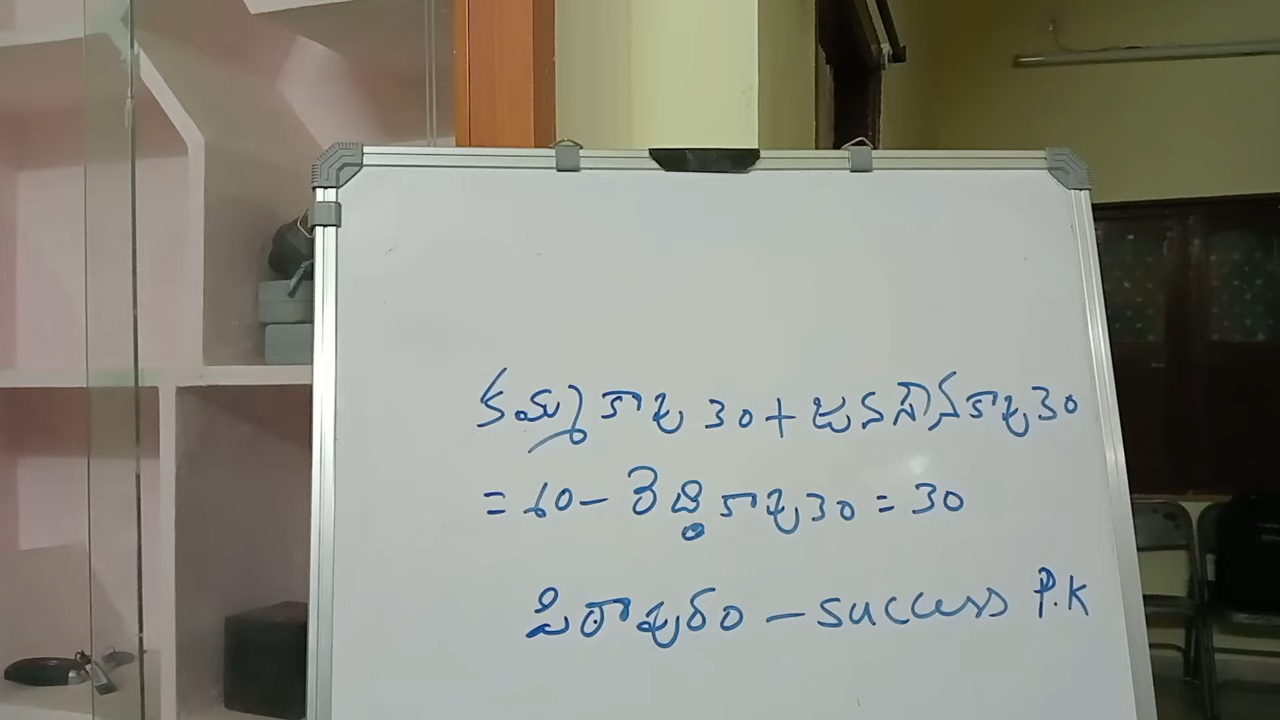 కమ్మ కార్డు 30 + జనసేన కార్డు 30
= 60 - రెడ్డి కార్డు 30 = 30
పిఠాపురం - success P.K